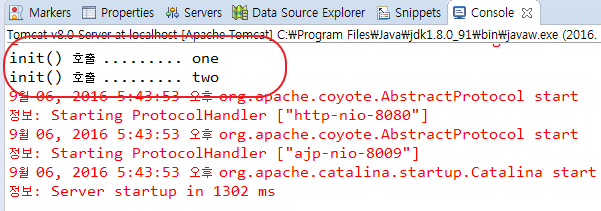 Markers Properties Servers Data Source Explorer Snippets Console
Tomcat v8.0 Server at localhost [Apache Tomcat] C:₩Program Files₩Java₩jdk1.8.0_91₩bin₩javaw.exe (2016.
init() 호출 ......... one
init() 호출 ......... two
9월 06, 2016 5:43:53 오후 org.apache.coyote.AbstractProtocol start
정보: Starting ProtocolHandler ["http-nio-8080"]
9월 06, 2016 5:43:53 오후 org.apache.coyote.AbstractProtocol start
정보: Starting ProtocolHandler ["ajp-nio-8009"]
9월 06, 2016 5:43:53 오후 org.apache.catalina.startup.Catalina start
정보: Server startup in 1302 ms